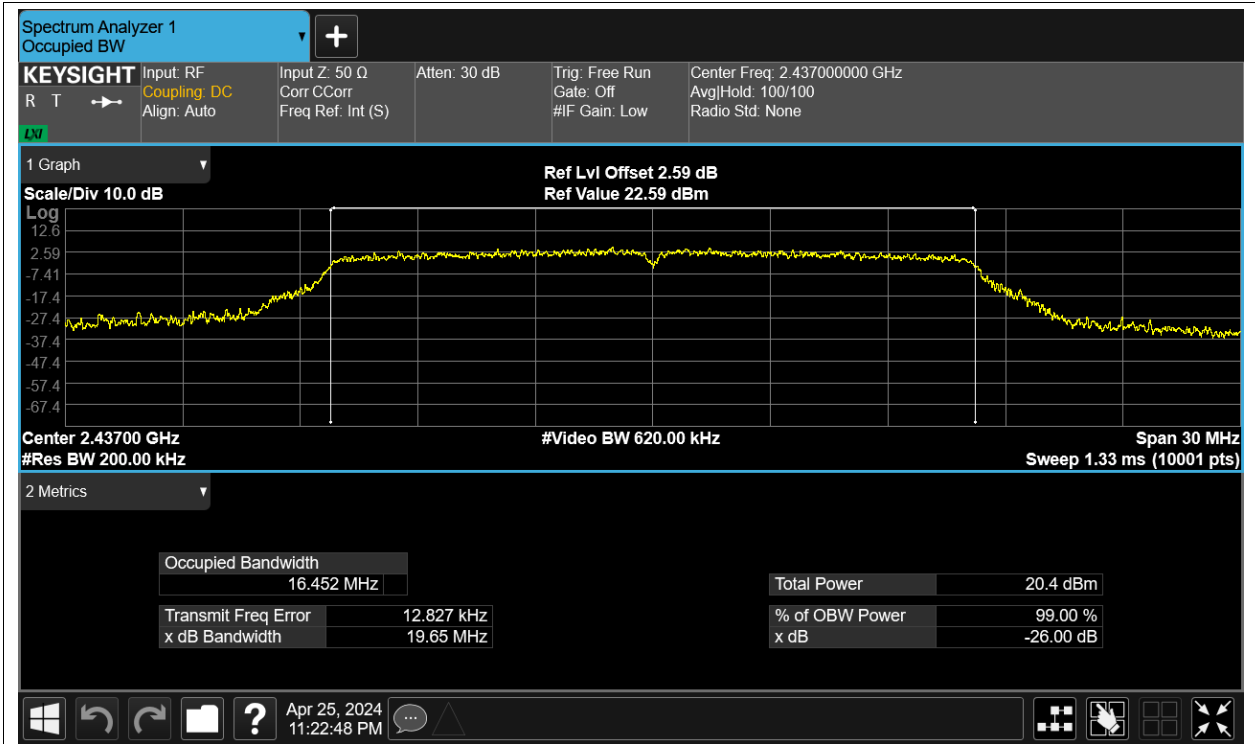 Spectrum Analyzer 1
Occupied BW
KEYSIGHT
R T
LXI
Input: RF
Coupling: DC
Align: Auto
Input Z: 50 Ω
Corr CCorr
Freq Ref: Int (S)
Atten: 30 dB
Trig: Free Run
Gate: Off
#IF Gain: Low
Center Freq: 2.437000000 GHz
Avg|Hold: 100/100
Radio Std: None
1 Graph
Scale/Div 10.0 dB
Ref Lvl Offset 2.59 dB
Ref Value 22.59 dBm
Log
12.6
2.59
-7.41
-17.4
-27.4
-37.4
-47.4
-57.4
-67.4
Center 2.43700 GHz
#Res BW 200.00 kHz
#Video BW 620.00 kHz
Span 30 MHz
Sweep 1.33 ms (10001 pts)
2 Metrics
Occupied Bandwidth
16.452 MHz
Transmit Freq Error 12.827 kHz
x dB Bandwidth 19.65 MHz
Total Power 20.4 dBm
% of OBW Power 99.00 %
x dB -26.00 dB
?
Apr 25, 2024
11:22:48 PM